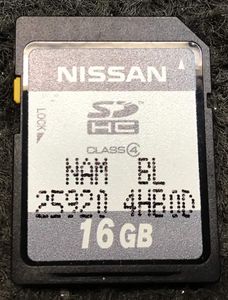 NISSAN
LOCK
SD
HC
CLASS 4
NAM BL
25920 4HB0D
16 GB